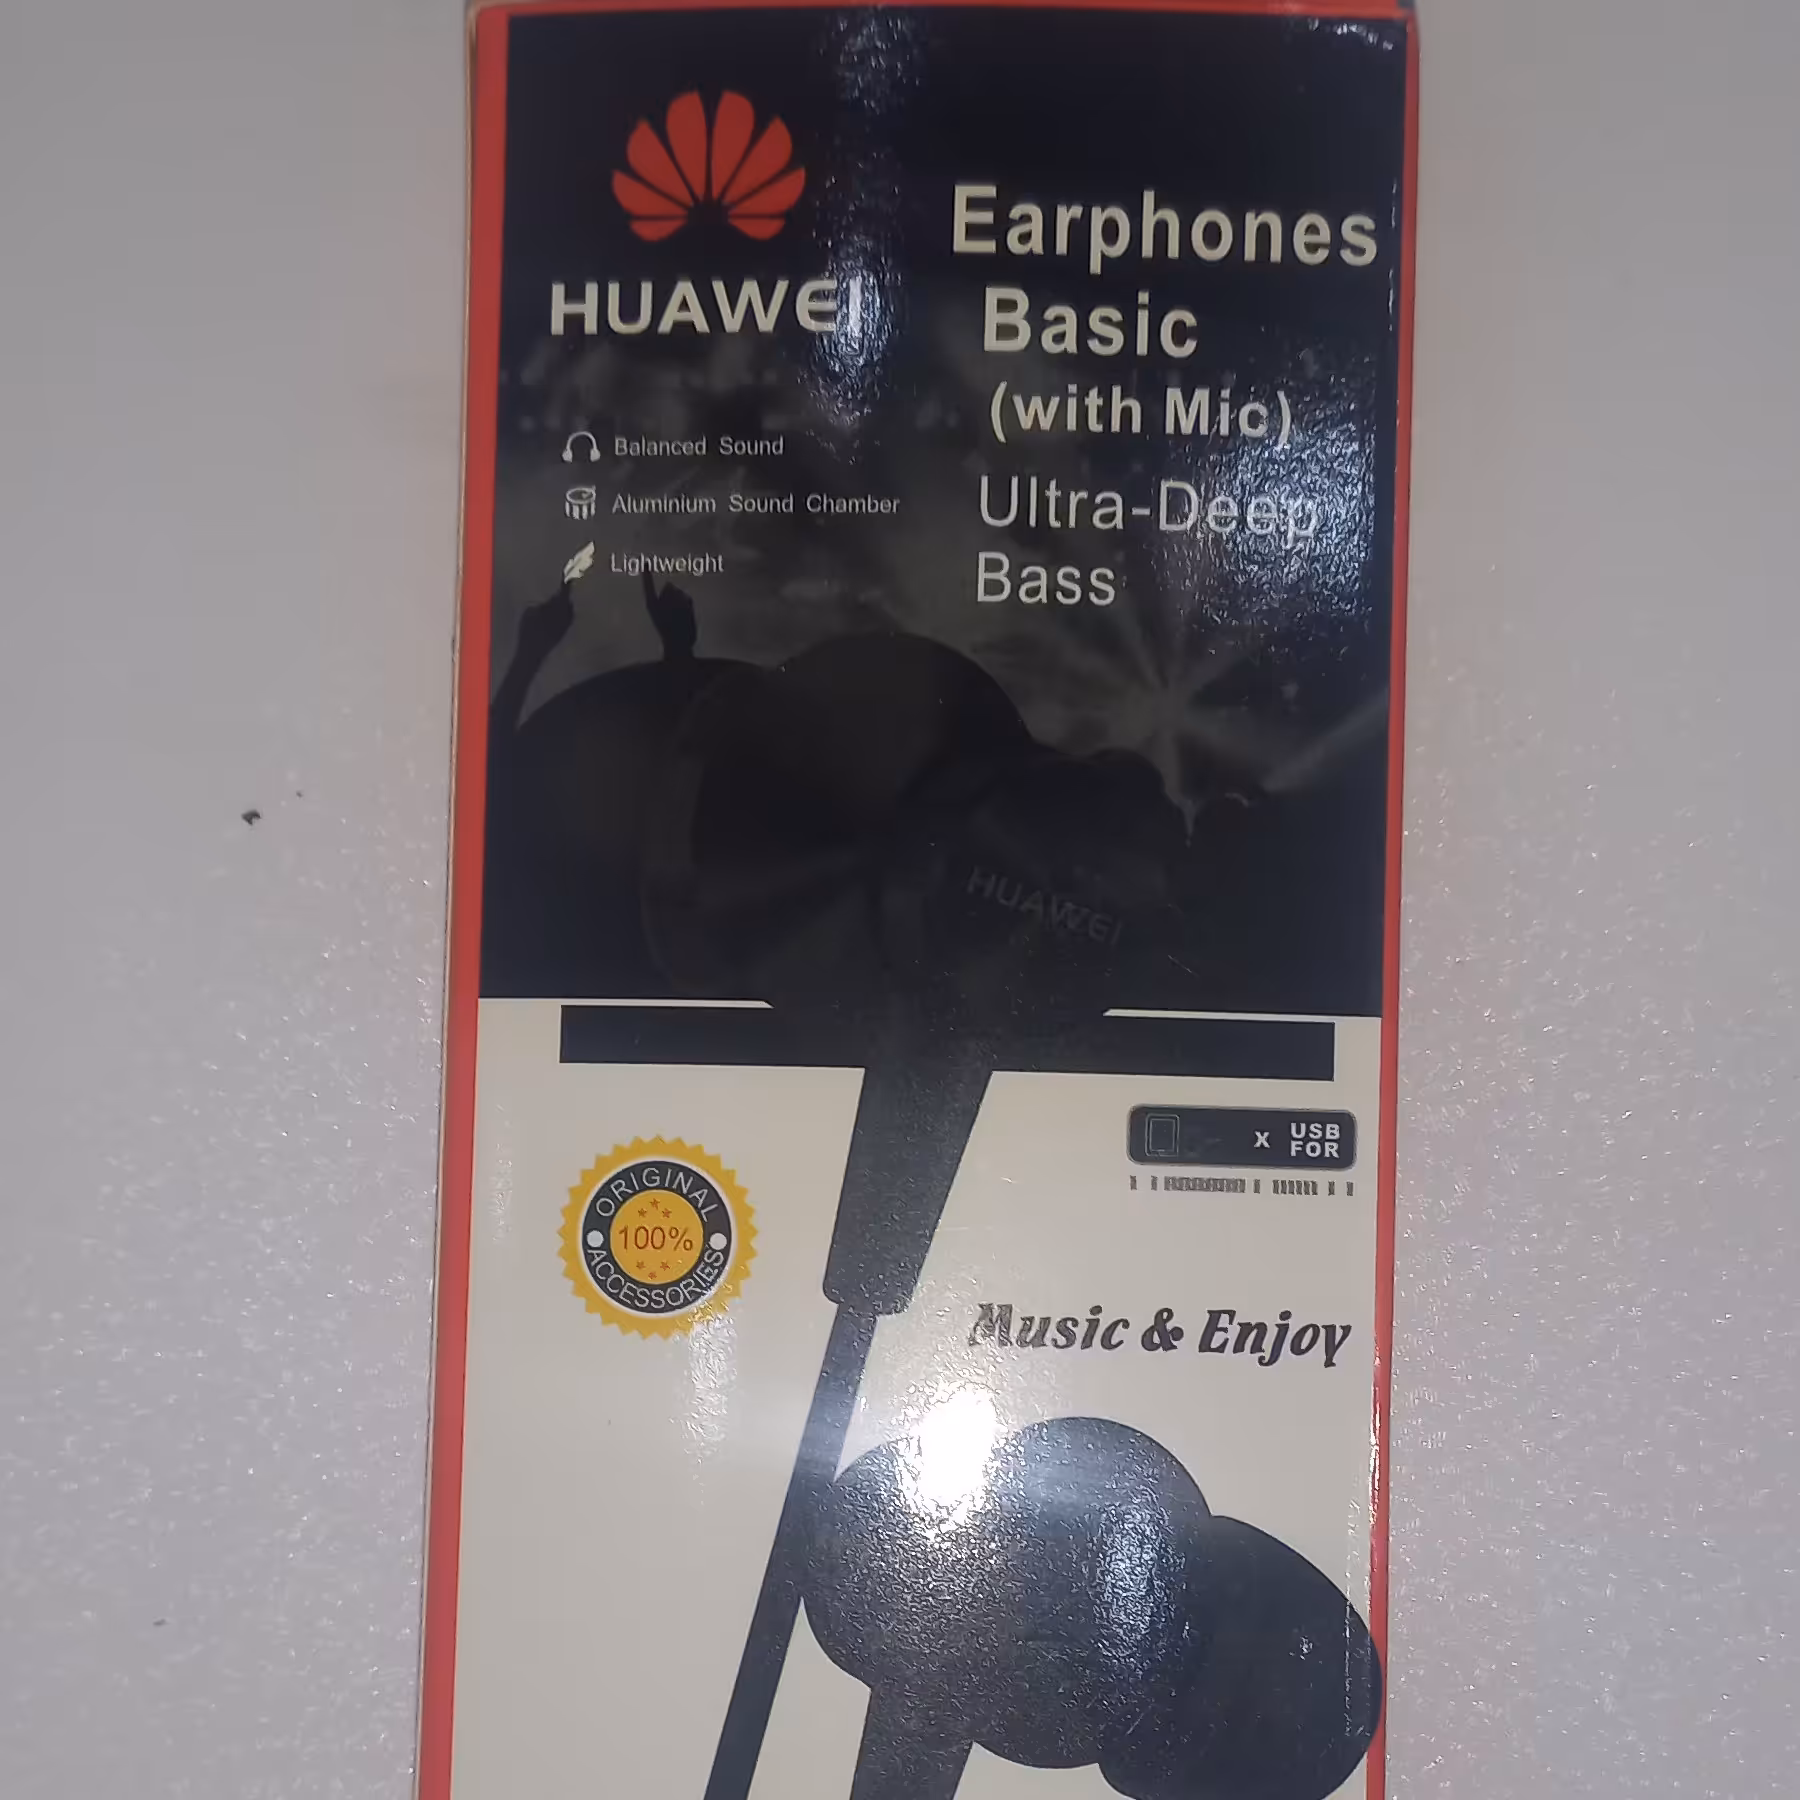 HUAWEI
Earphones
Basic
(with Mic)
Ultra-Deep
Bass
Balanced Sound
Aluminium Sound Chamber
Lightweight
HUAWEI
X USB
FOR
ORIGINAL
100%
ACCESSORIES
Music & Enjoy